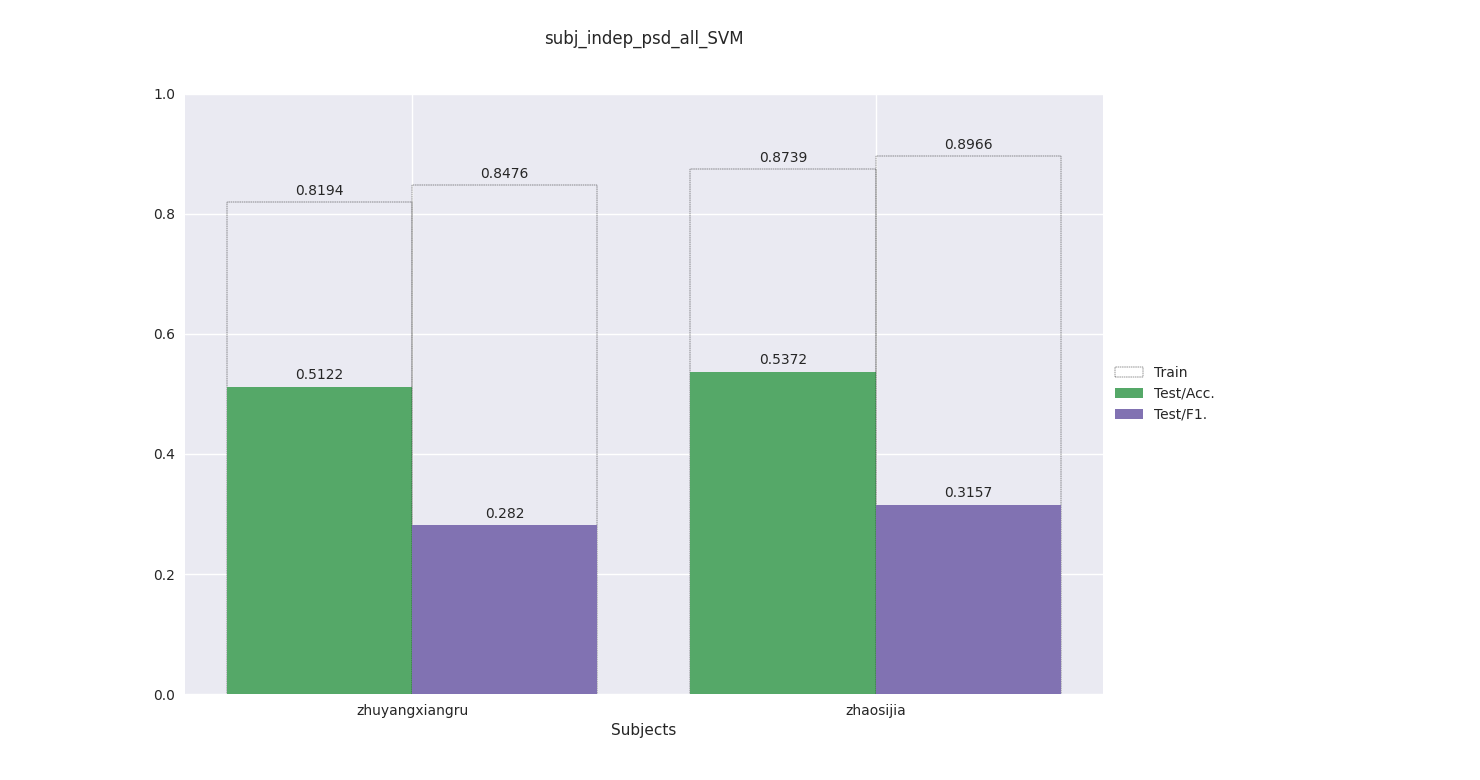 subj_indep_psd_all_SVM
1.0
0.8
0.6
0.4
0.2
0.0
0.8194
0.8476
0.8739
0.8966
0.5122
0.282
0.5372
0.3157
zhuyangxiangru
zhaosijia
Subjects
Train
Test/Acc.
Test/F1.